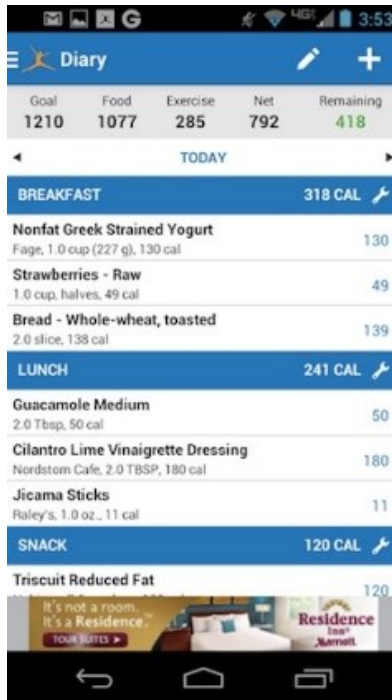 4G
3:53
Diary
Goal Food Exercise Net Remaining
1210 1077 285 792 418
TODAY
BREAKFAST 318 CAL
Nonfat Greek Strained Yogurt
Fage, 1.0 cup (227 g), 130 cal 130
Strawberries - Raw
1.0 cup, halves, 49 cal 49
Bread - Whole-wheat, toasted
2.0 slice, 138 cal 139
LUNCH 241 CAL
Guacamole Medium
2.0 Tbsp, 50 cal 50
Cilantro Lime Vinaigrette Dressing
Nordstom Cafe, 2.0 TBSP, 180 cal 180
Jicama Sticks
Raley's, 1.0 oz., 11 cal 11
SNACK 120 CAL
Triscuit Reduced Fat
120
It's not a room.
It's a Residence.
TOUR SUITES
Residence
Inn
Marriott.